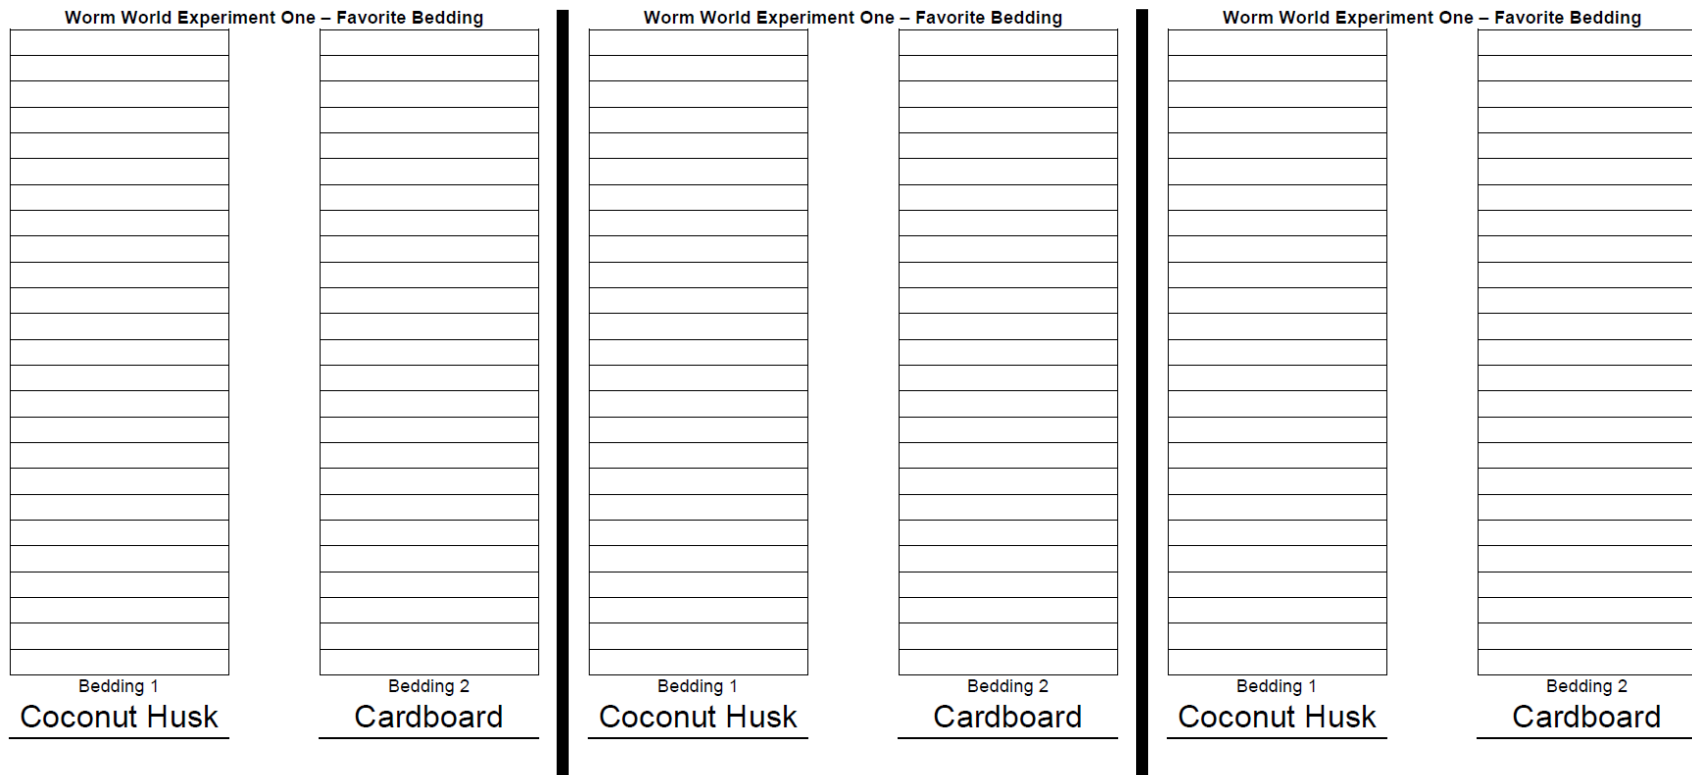 Worm World Experiment One – Favorite Bedding
Bedding 1
Coconut Husk
Bedding 2
Cardboard
Worm World Experiment One – Favorite Bedding
Bedding 1
Coconut Husk
Bedding 2
Cardboard
Worm World Experiment One – Favorite Bedding
Bedding 1
Coconut Husk
Bedding 2
Cardboard